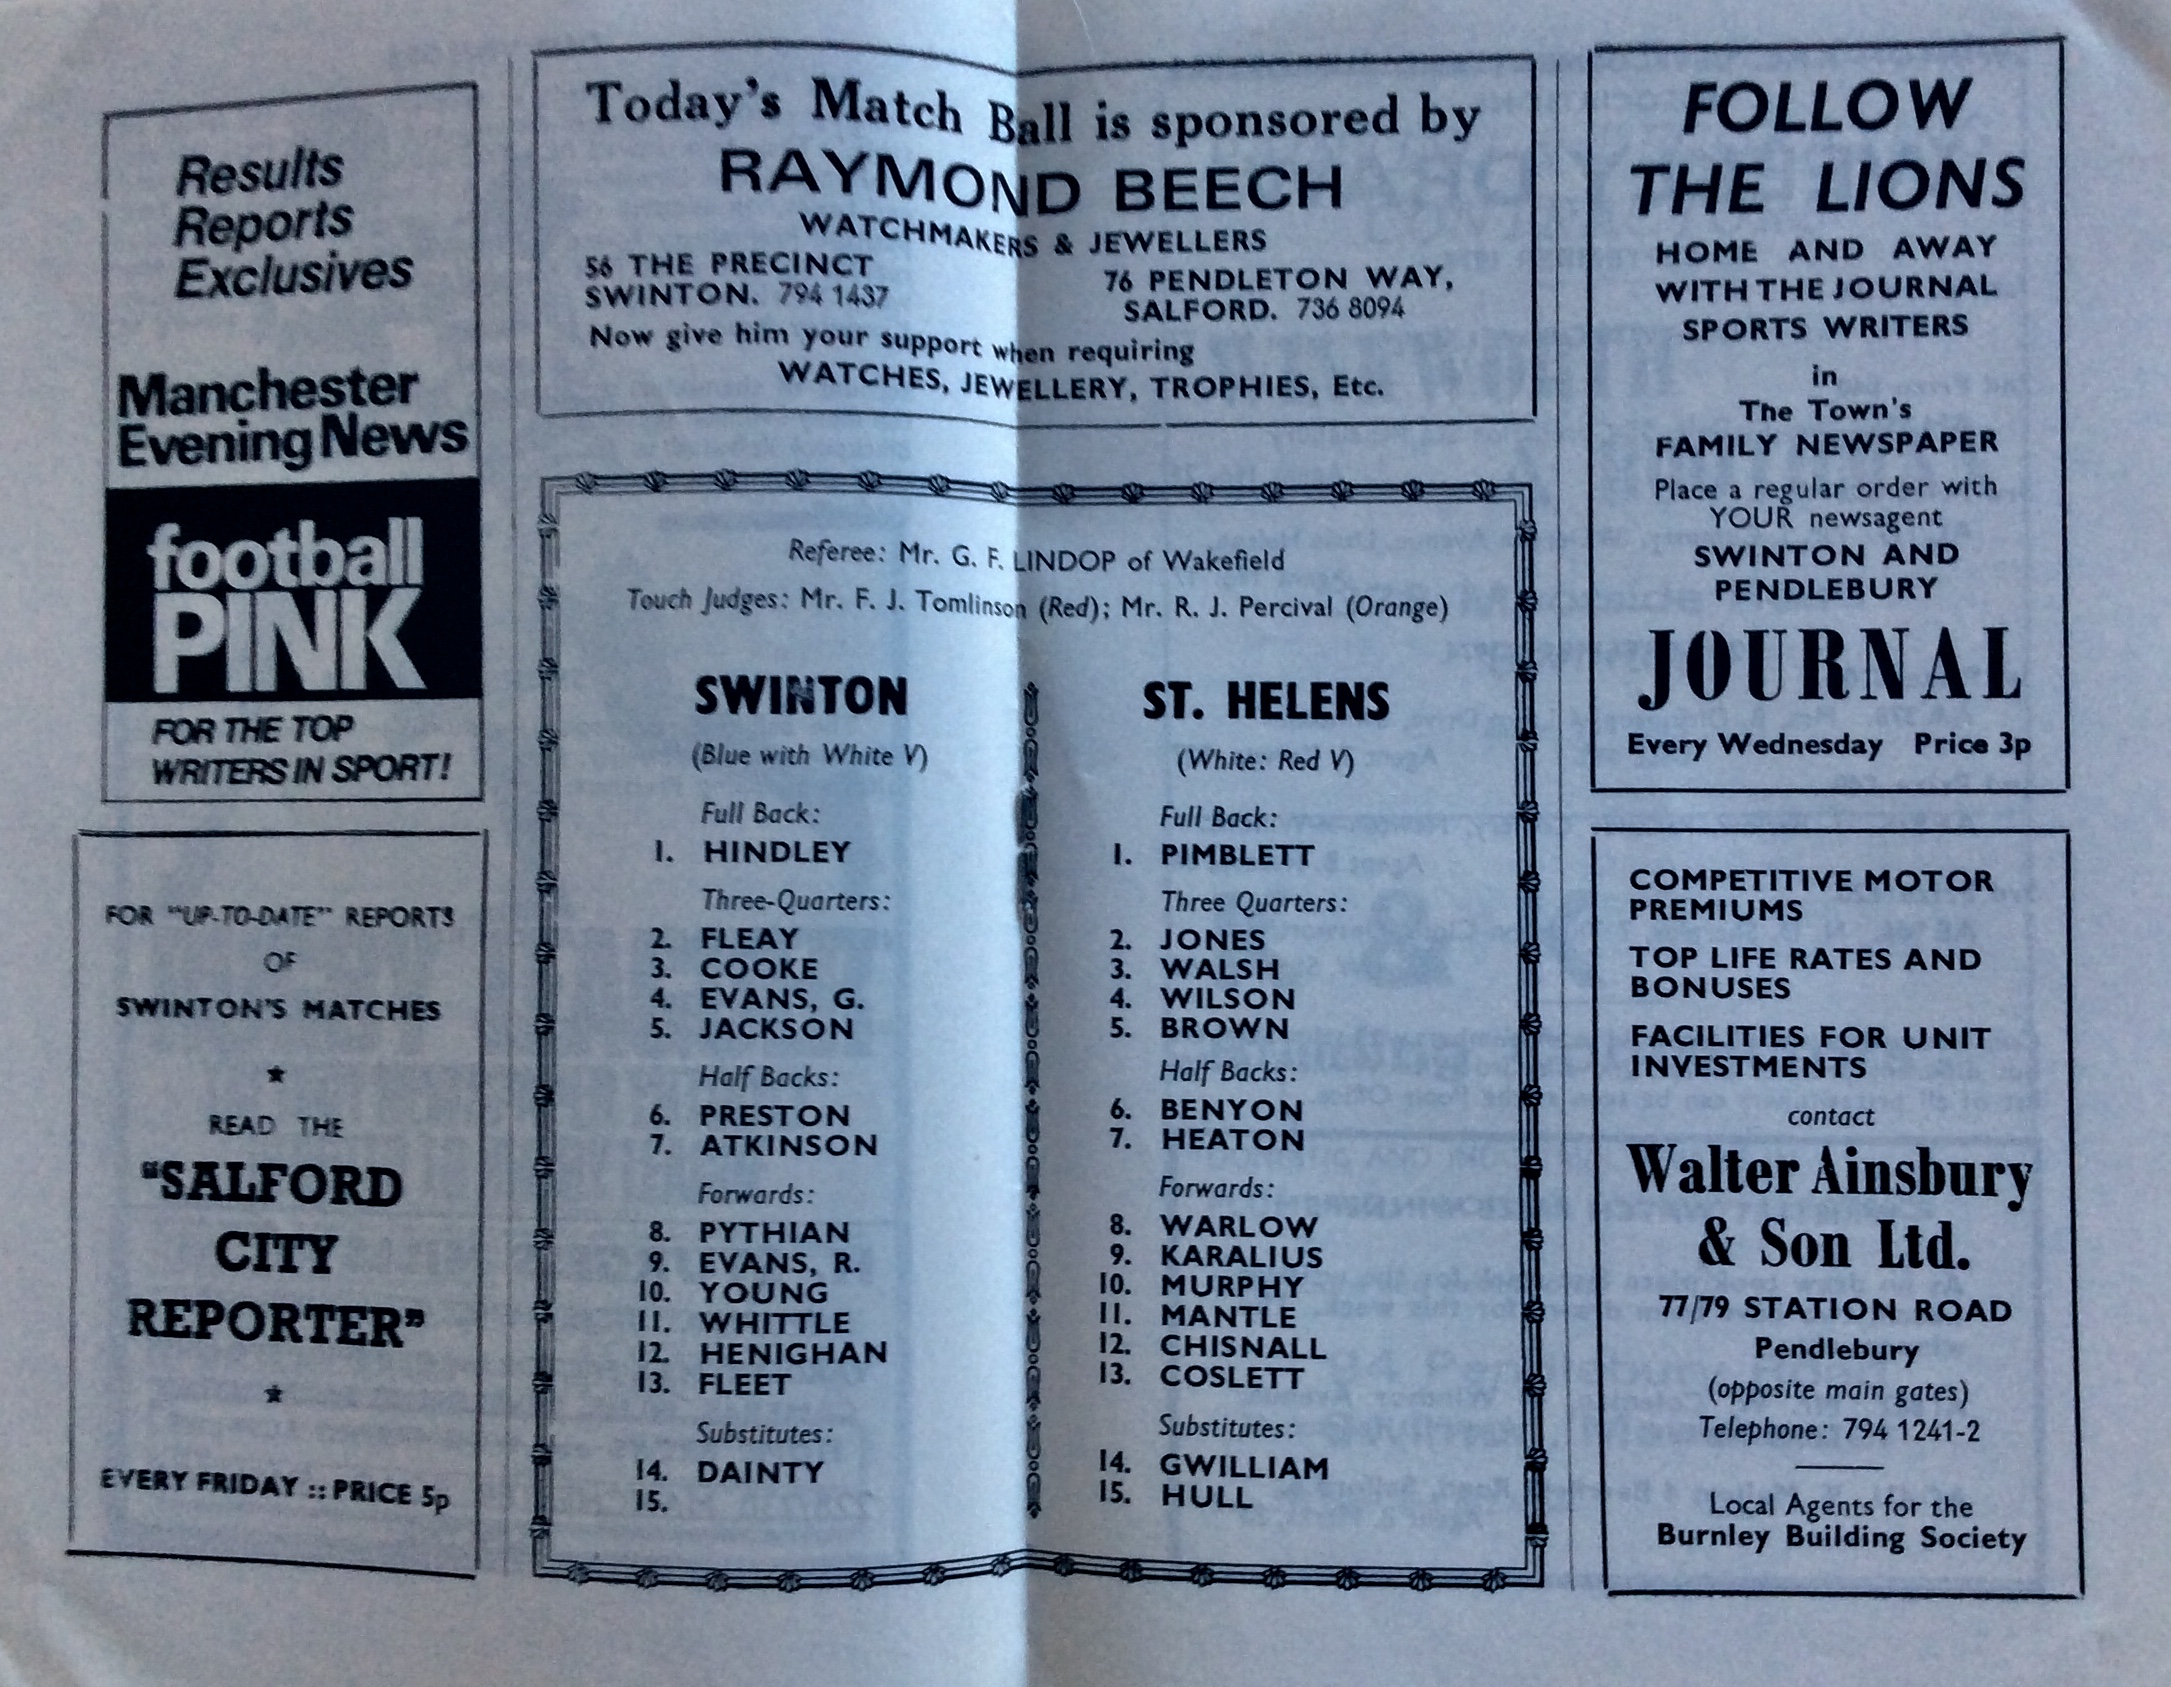 Results
Reports
Exclusives
Manchester
Evening News
football
PINK
FOR THE TOP
WRITERS IN SPORT!
FOR "UP-TO-DATE" REPORTS
OF
SWINTON'S MATCHES
★
READ THE
"SALFORD
CITY
REPORTER"
★
EVERY FRIDAY :: PRICE 5p
Today's Match Ball is sponsored by
RAYMOND BEECH
WATCHMAKERS & JEWELLERS
56 THE PRECINCT
SWINTON. 794 1437
76 PENDLETON WAY,
SALFORD. 736 8094
Now give him your support when requiring
WATCHES, JEWELLERY, TROPHIES, Etc.
Referee: Mr. G. F. LINDOP of Wakefield
Touch Judges: Mr. F. J. Tomlinson (Red); Mr. R. J. Percival (Orange)
SWINTON
(Blue with White V)
Full Back:
1. HINDLEY
Three-Quarters:
2. FLEAY
3. COOKE
4. EVANS, G.
5. JACKSON
Half Backs:
6. PRESTON
7. ATKINSON
Forwards:
8. PYTHIAN
9. EVANS, R.
10. YOUNG
11. WHITTLE
12. HENIGHAN
13. FLEET
Substitutes:
14. DAINTY
15.
ST. HELENS
(White: Red V)
Full Back:
1. PIMBLETT
Three Quarters:
2. JONES
3. WALSH
4. WILSON
5. BROWN
Half Backs:
6. BENYON
7. HEATON
Forwards:
8. WARLOW
9. KARALIUS
10. MURPHY
11. MANTLE
12. CHISNALL
13. COSLETT
Substitutes:
14. GWILLIAM
15. HULL
FOLLOW
THE LIONS
HOME AND AWAY
WITH THE JOURNAL
SPORTS WRITERS
in
The Town's
FAMILY NEWSPAPER
Place a regular order with
YOUR newsagent
SWINTON AND
PENDLEBURY
JOURNAL
Every Wednesday Price 3p
COMPETITIVE MOTOR
PREMIUMS
TOP LIFE RATES AND
BONUSES
FACILITIES FOR UNIT
INVESTMENTS
contact
Walter Ainsbury
& Son Ltd.
77/79 STATION ROAD
Pendlebury
(opposite main gates)
Telephone: 794 1241-2
Local Agents for the
Burnley Building Society